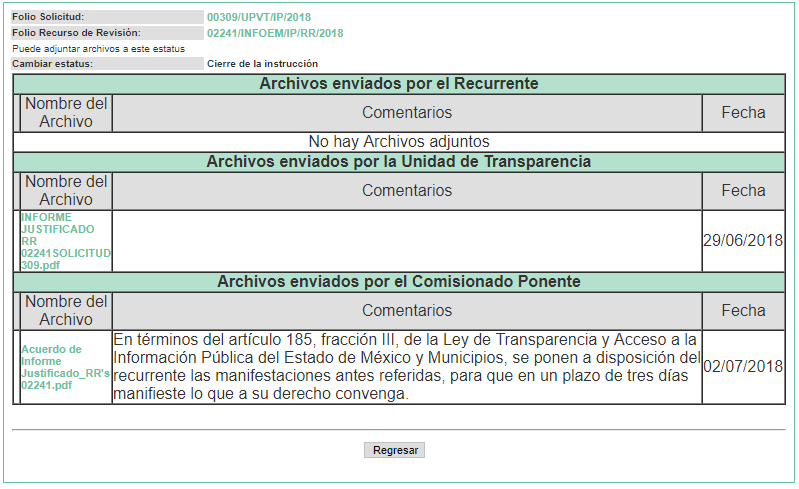 Folio Solicitud: 00309/UPVT/IP/2018
Folio Recurso de Revisión: 02241/INFOEM/IP/RR/2018
Puede adjuntar archivos a este estatus
Cambiar estatus: Cierre de la instrucción
Archivos enviados por el Recurrente
Nombre del Archivo Comentarios Fecha
No hay Archivos adjuntos
Archivos enviados por la Unidad de Transparencia
Nombre del Archivo Comentarios Fecha
INFORME
JUSTIFICADO
RR
02241SOLICITUD
309.pdf
29/06/2018
Archivos enviados por el Comisionado Ponente
Nombre del Archivo Comentarios Fecha
Acuerdo de
Informe
Justificado_RR's
02241.pdf
En términos del artículo 185, fracción III, de la Ley de Transparencia y Acceso a la
Información Pública del Estado de México y Municipios, se ponen a disposición del
recurrente las manifestaciones antes referidas, para que en un plazo de tres días
manifieste lo que a su derecho convenga.
02/07/2018
Regresar